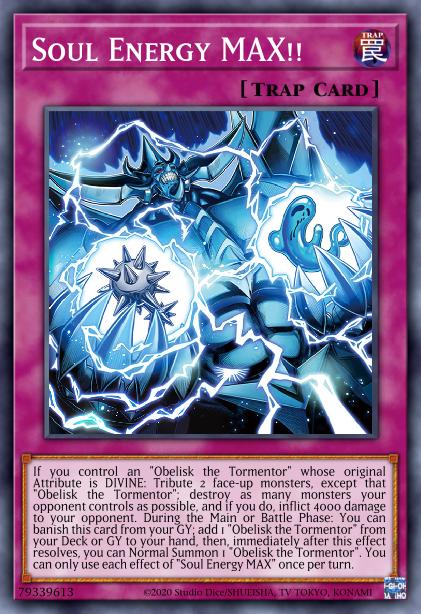 SOUL ENERGY MAX!!
TRAP
罠
[TRAP CARD]
If you control an "Obelisk the Tormentor" whose original
Attribute is DIVINE: Tribute 2 face-up monsters, except that
"Obelisk the Tormentor"; destroy as many monsters your
opponent controls as possible, and if you do, inflict 4000 damage
to your opponent. During the Main or Battle Phase: You can
banish this card from your GY; add 1 "Obelisk the Tormentor" from
your Deck or GY to your hand, then, immediately after this effect
resolves, you can Normal Summon 1 "Obelisk the Tormentor". You
can only use each effect of "Soul Energy MAX" once per turn.
79339613
©2020 Studio Dice/SHUEISHA, TV TOKYO, KONAMI